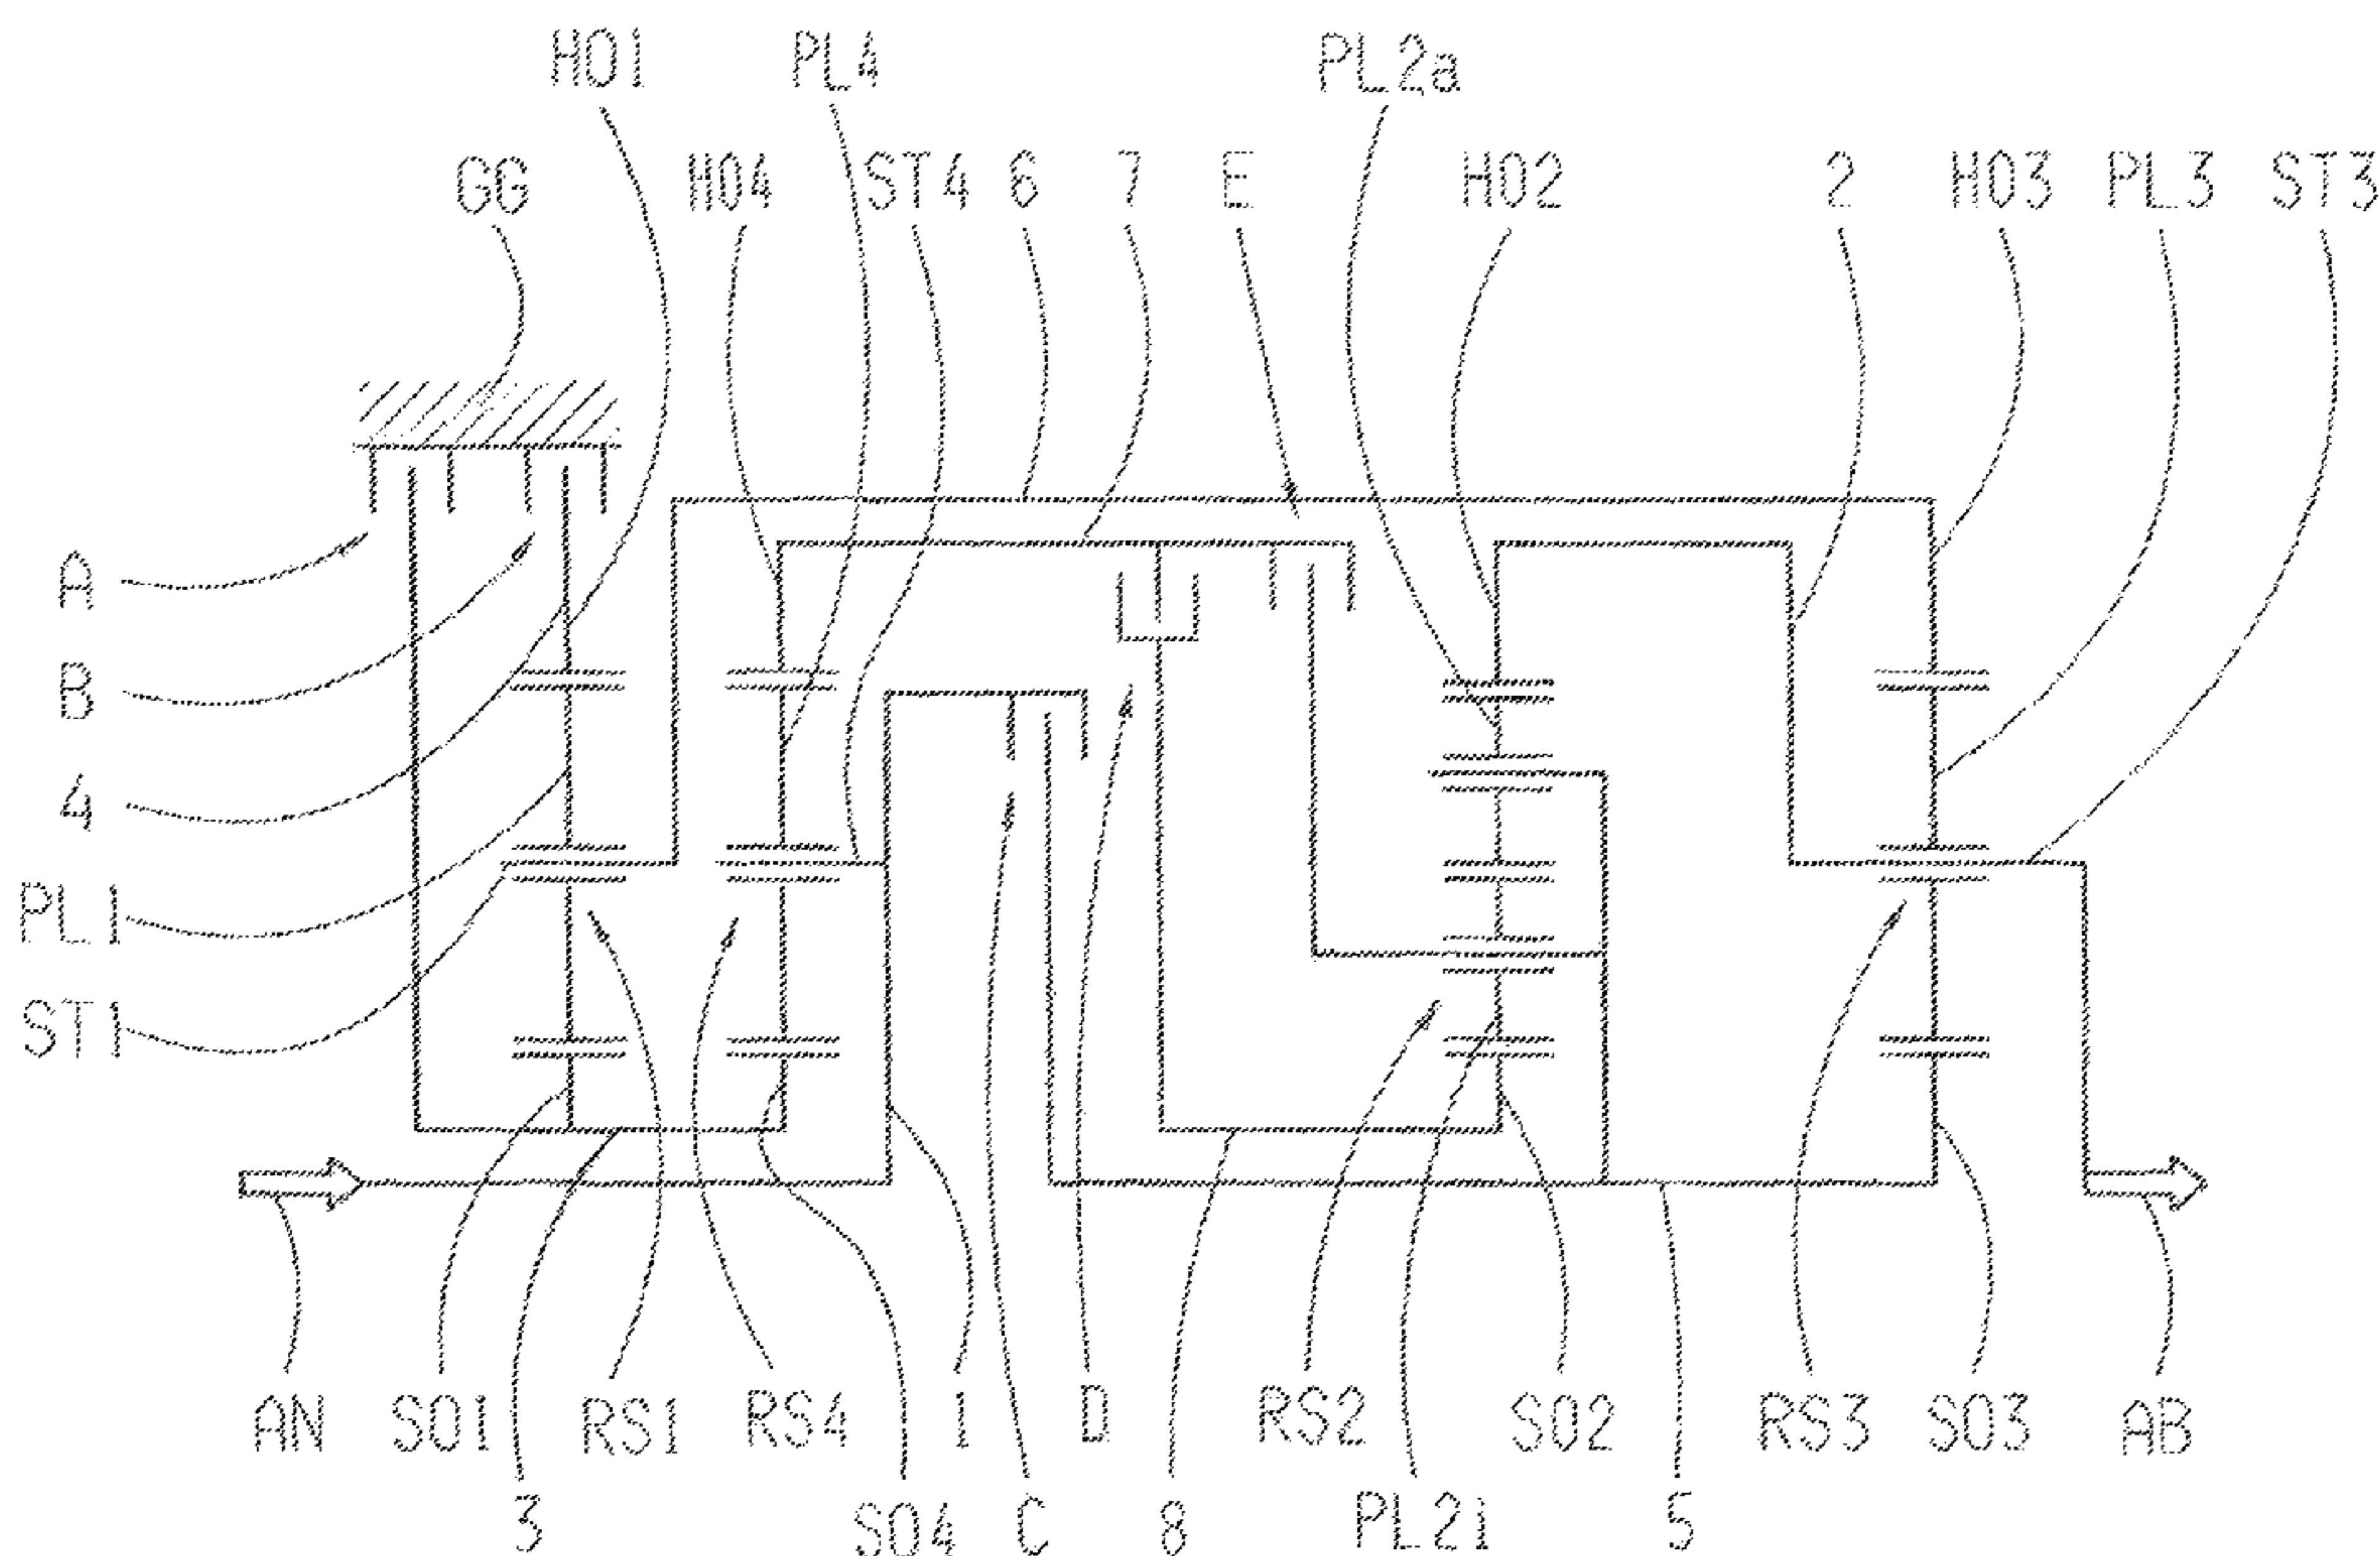 HO1 PL4 PL2a
GG HO4 ST4 6 7 E HO2 2 HO3 PL3 ST3
A
B
4
PL1
ST1
AN SO1 RS1 RS4 1 D RS2 SO2 RS3 SO3 AB
3 SO4 C 8 PL2i 5